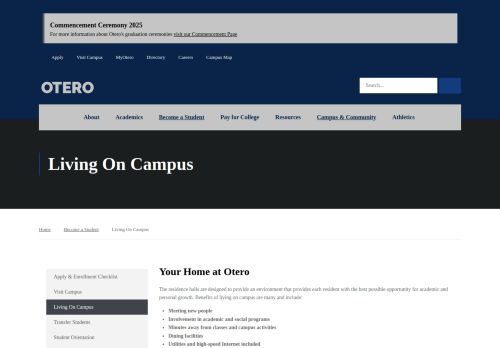 Commencement Ceremony 2025
For more information about Otero's graduation ceremonies visit our Commencement Page
Apply Visit Campus MyOtero Directory Careers Campus Map
OTERO
Search...
About Academics Become a Student Pay for College Resources Campus & Community Athletics
Living On Campus
Home Become a Student Living On Campus
Apply & Enrollment Checklist
Visit Campus
Living On Campus
Transfer Students
Student Orientation
Your Home at Otero
The residence halls are designed to provide an environment that provides each resident with the best possible opportunity for academic and
personal growth. Benefits of living on campus are many and include:
• Meeting new people
• Involvement in academic and social programs
• Minutes away from classes and campus activities
• Dining facilities
• Utilities and high-speed Internet included